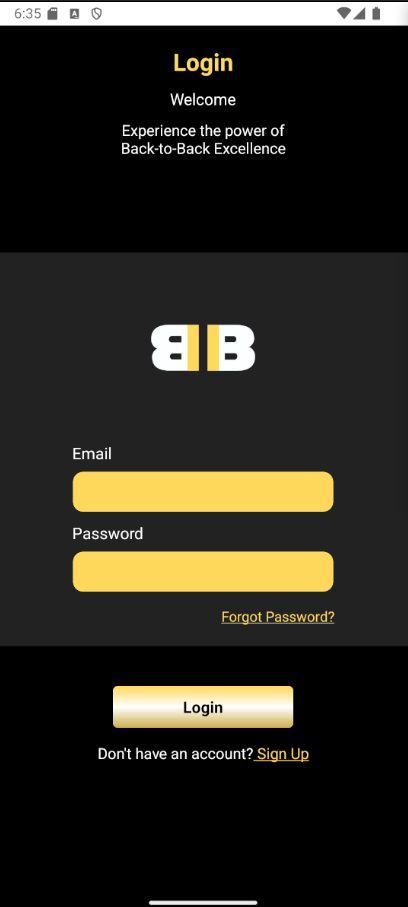 6:35
Login
Welcome
Experience the power of
Back-to-Back Excellence
B B
Email
Password
Forgot Password?
Login
Don't have an account? Sign Up